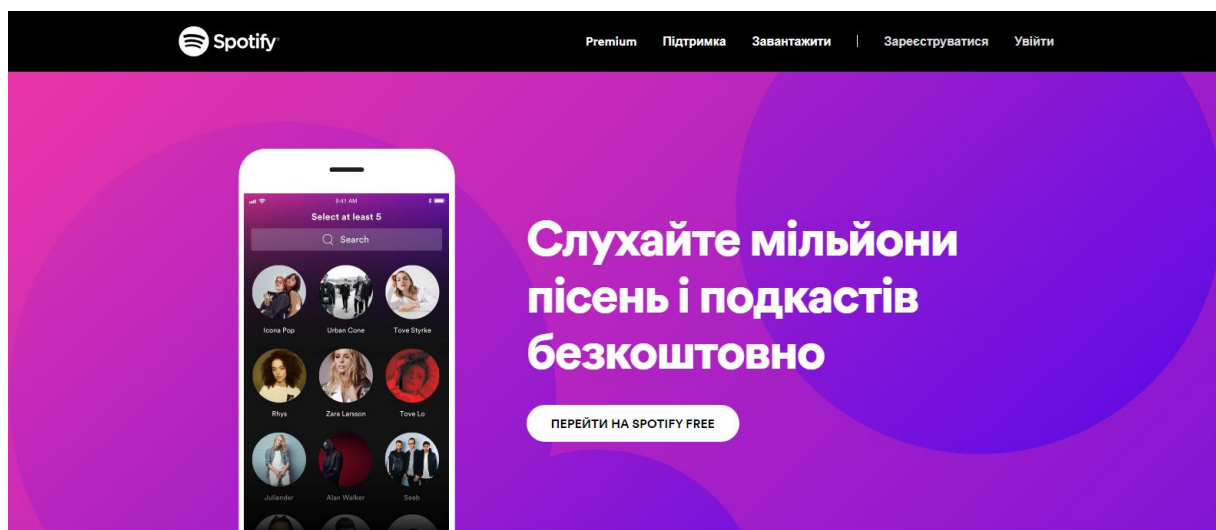 Spotify
Premium Підтримка Завантажити | Зареєструватися Увійти
9:41 AM
Select at least 5
Search
Icona Pop Urban Cone Tove Styrke
Rhys Zara Larsson Tove Lo
Juliander Alan Walker Seeb
Слухайте мільйони
пісень і подкастів
безкоштовно
ПЕРЕЙТИ НА SPOTIFY FREE